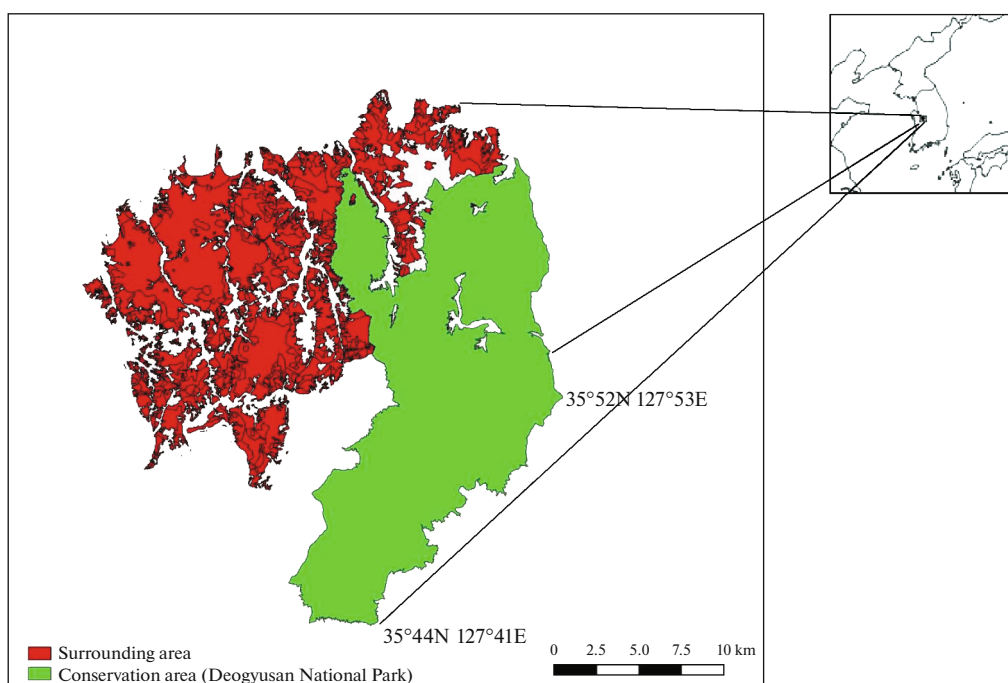 35°52N 127°53E
35°44N 127°41E
Surrounding area
Conservation area (Deogyusan National Park)
0 2.5 5 7.5 10 km